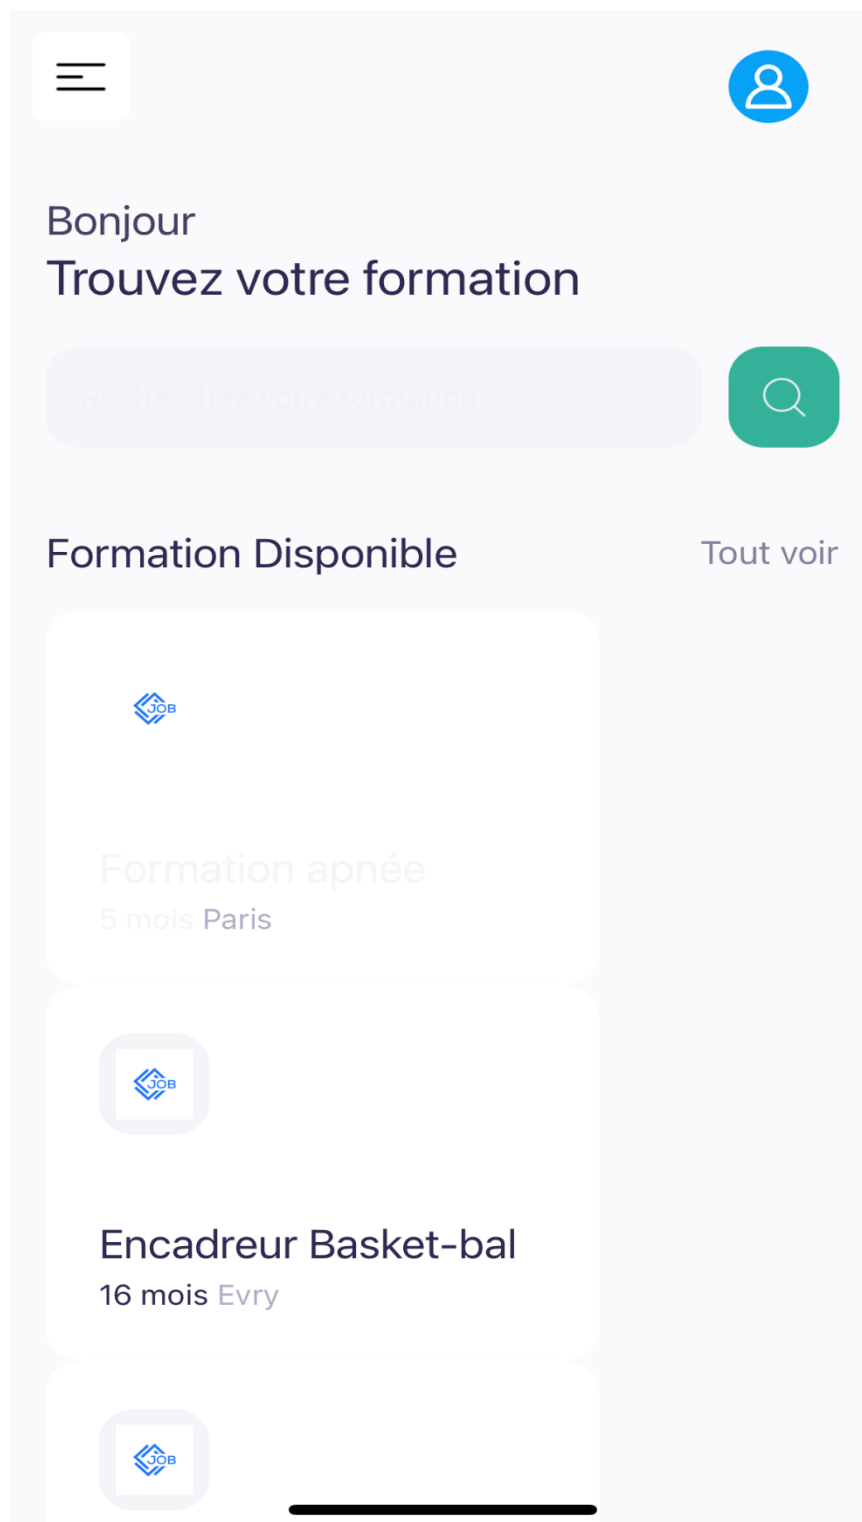 Bonjour
Trouvez votre formation
Recherchez votre formation
Formation Disponible Tout voir
JOB
Formation apnée
5 mois Paris
JOB
Encadreur Basket-bal
16 mois Evry
JOB